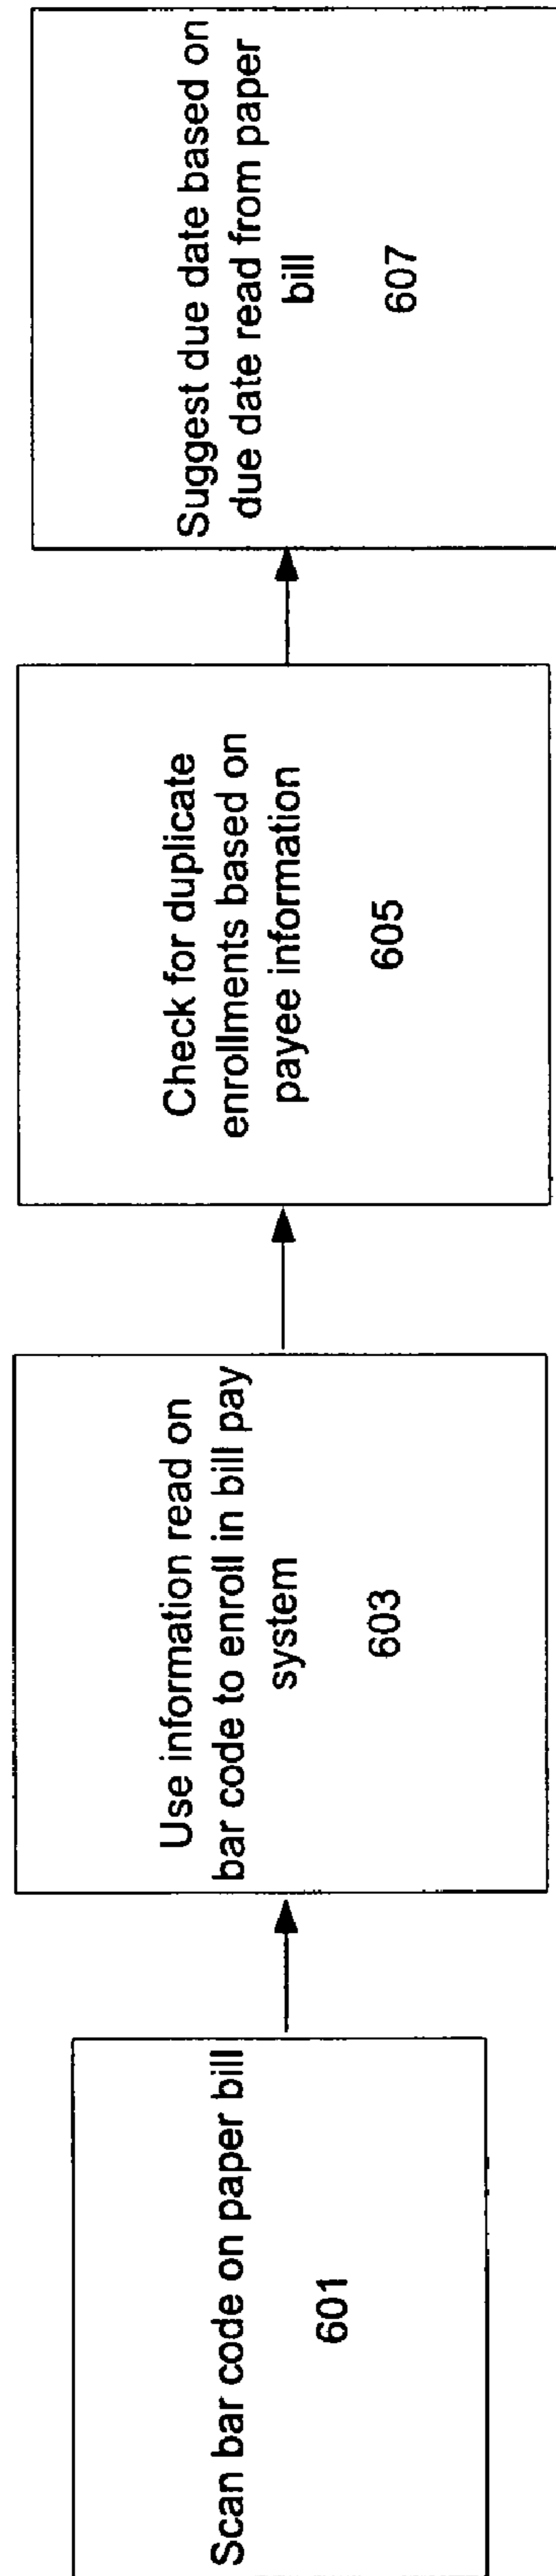 Scan bar code on paper bill
601
Use information read on
bar code to enroll in bill pay
system
603
Check for duplicate
enrollments based on
payee information
605
Suggest due date based on
due date read from paper
bill
607